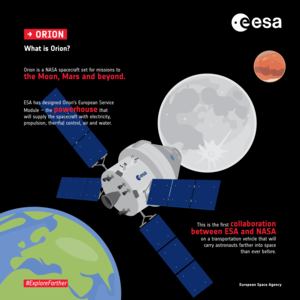 esa
→ ORION
What is Orion?
Orion is a NASA spacecraft set for missions to
the Moon, Mars and beyond.
ESA has designed Orion's European Service
Module – the powerhouse that
will supply the spacecraft with electricity,
propulsion, thermal control, air and water.
esa
This is the first collaboration
between ESA and NASA
on a transportation vehicle that will
carry astronauts farther into space
than ever before.
#ExploreFarther
European Space Agency